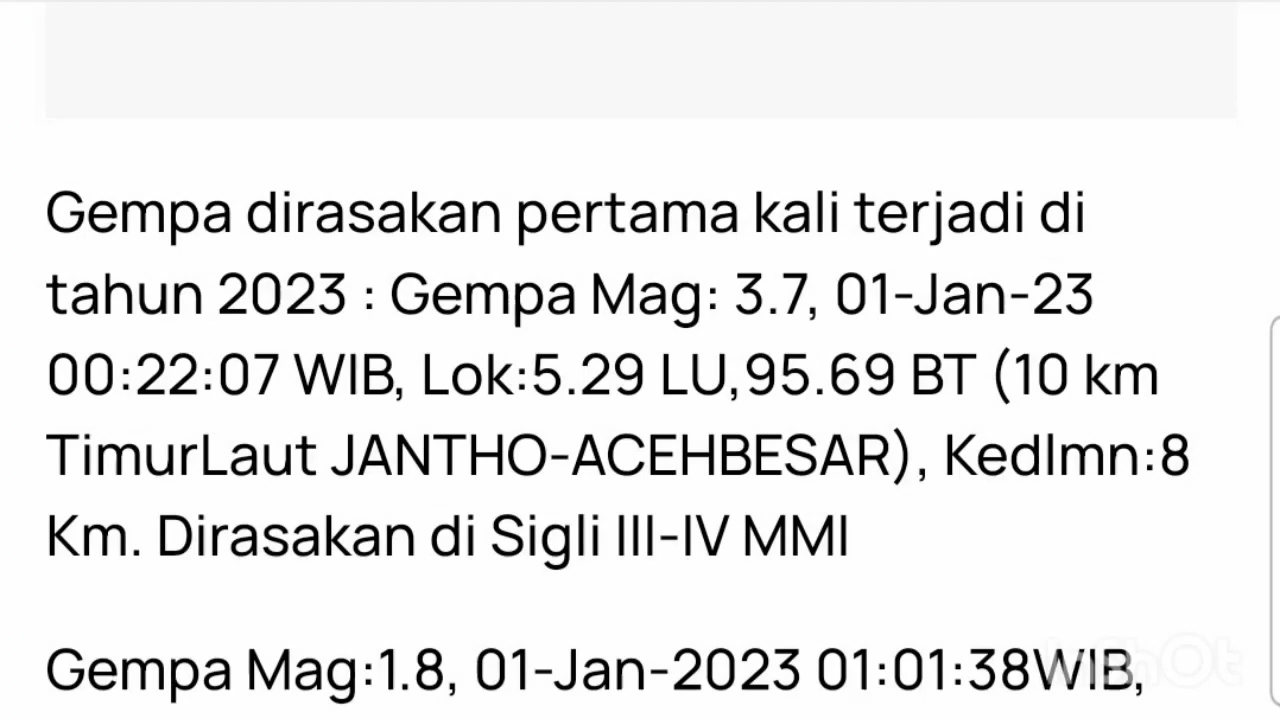 Gempa dirasakan pertama kali terjadi di
tahun 2023 : Gempa Mag: 3.7, 01-Jan-23
00:22:07 WIB, Lok:5.29 LU,95.69 BT (10 km
TimurLaut JANTHO-ACEHBESAR), Kedlmn:8
Km. Dirasakan di Sigli III-IV MMI
Gempa Mag:1.8, 01-Jan-2023 01:01:38WIB,
InShOt